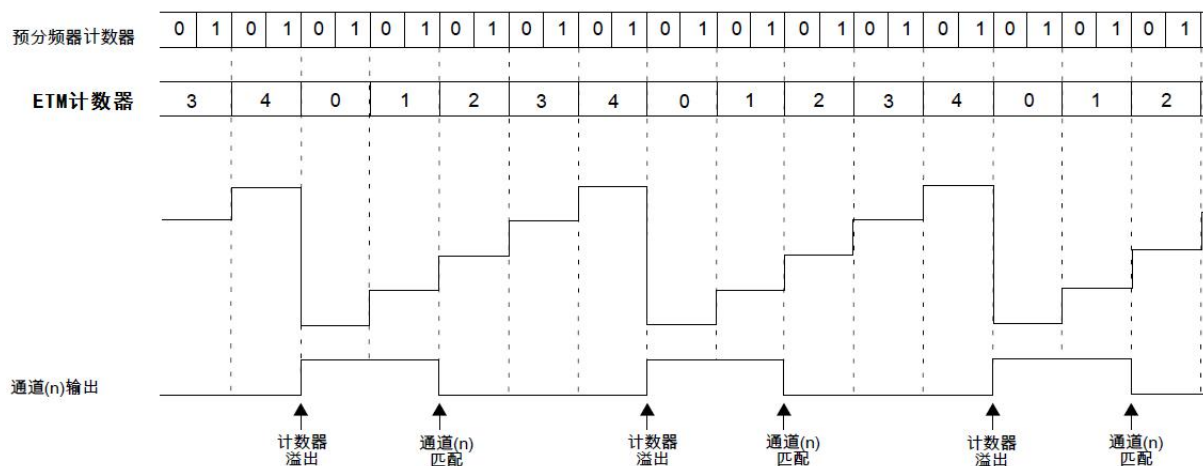 预分频器计数器 0 1 0 1 0 1 0 1 0 1 0 1 0 1 0 1 0 1 0 1 0 1 0 1 0 1 0 1 0 1
ETM计数器 3 4 0 1 2 3 4 0 1 2 3 4 0 1 2
通道(n)输出
计数器 通道(n) 计数器 通道(n) 计数器 通道(n)
溢出 匹配 溢出 匹配 溢出 匹配